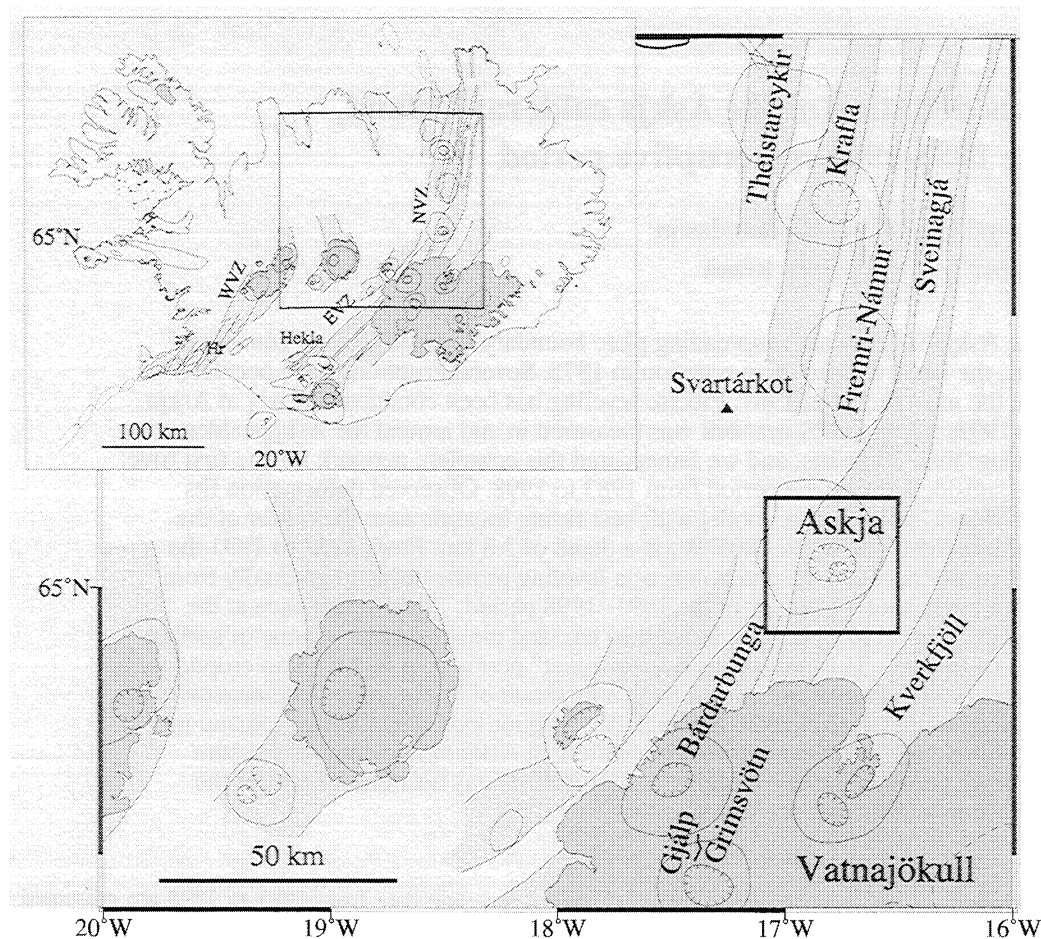 65°N
WVZ
EVZ
NVZ
Hekla
Hr
100 km
20°W
Theistareykir
Krafla
Fremri-Námur
Sveinagjá
Svartárkot
Askja
65°N
Bárdarbunga
Kverkfjöll
Gjálp
Grimsvötn
50 km
Vatnajökull
20°W
19°W
18°W
17°W
16°W